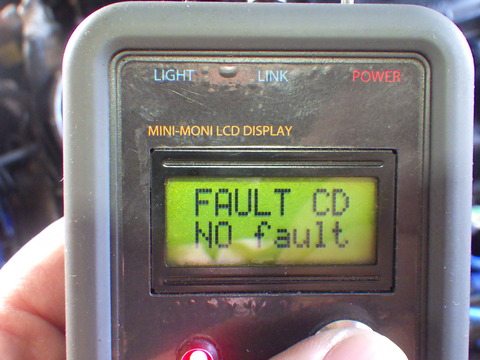 LIGHT LINK POWER
MINI-MONI LCD DISPLAY
FAULT CD
NO fault